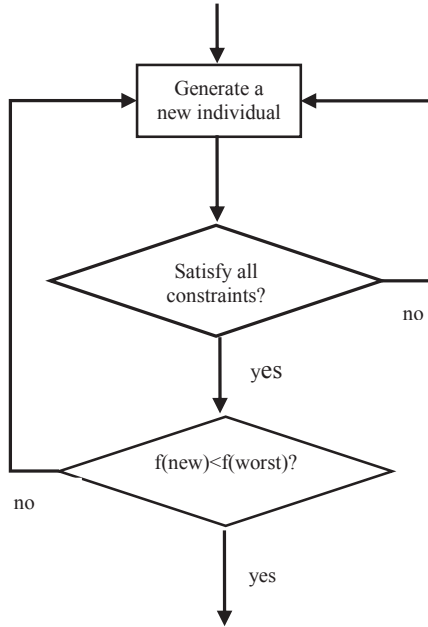 Generate a
new individual
Satisfy all
constraints?
no
yes
f(new)<f(worst)?
no
yes